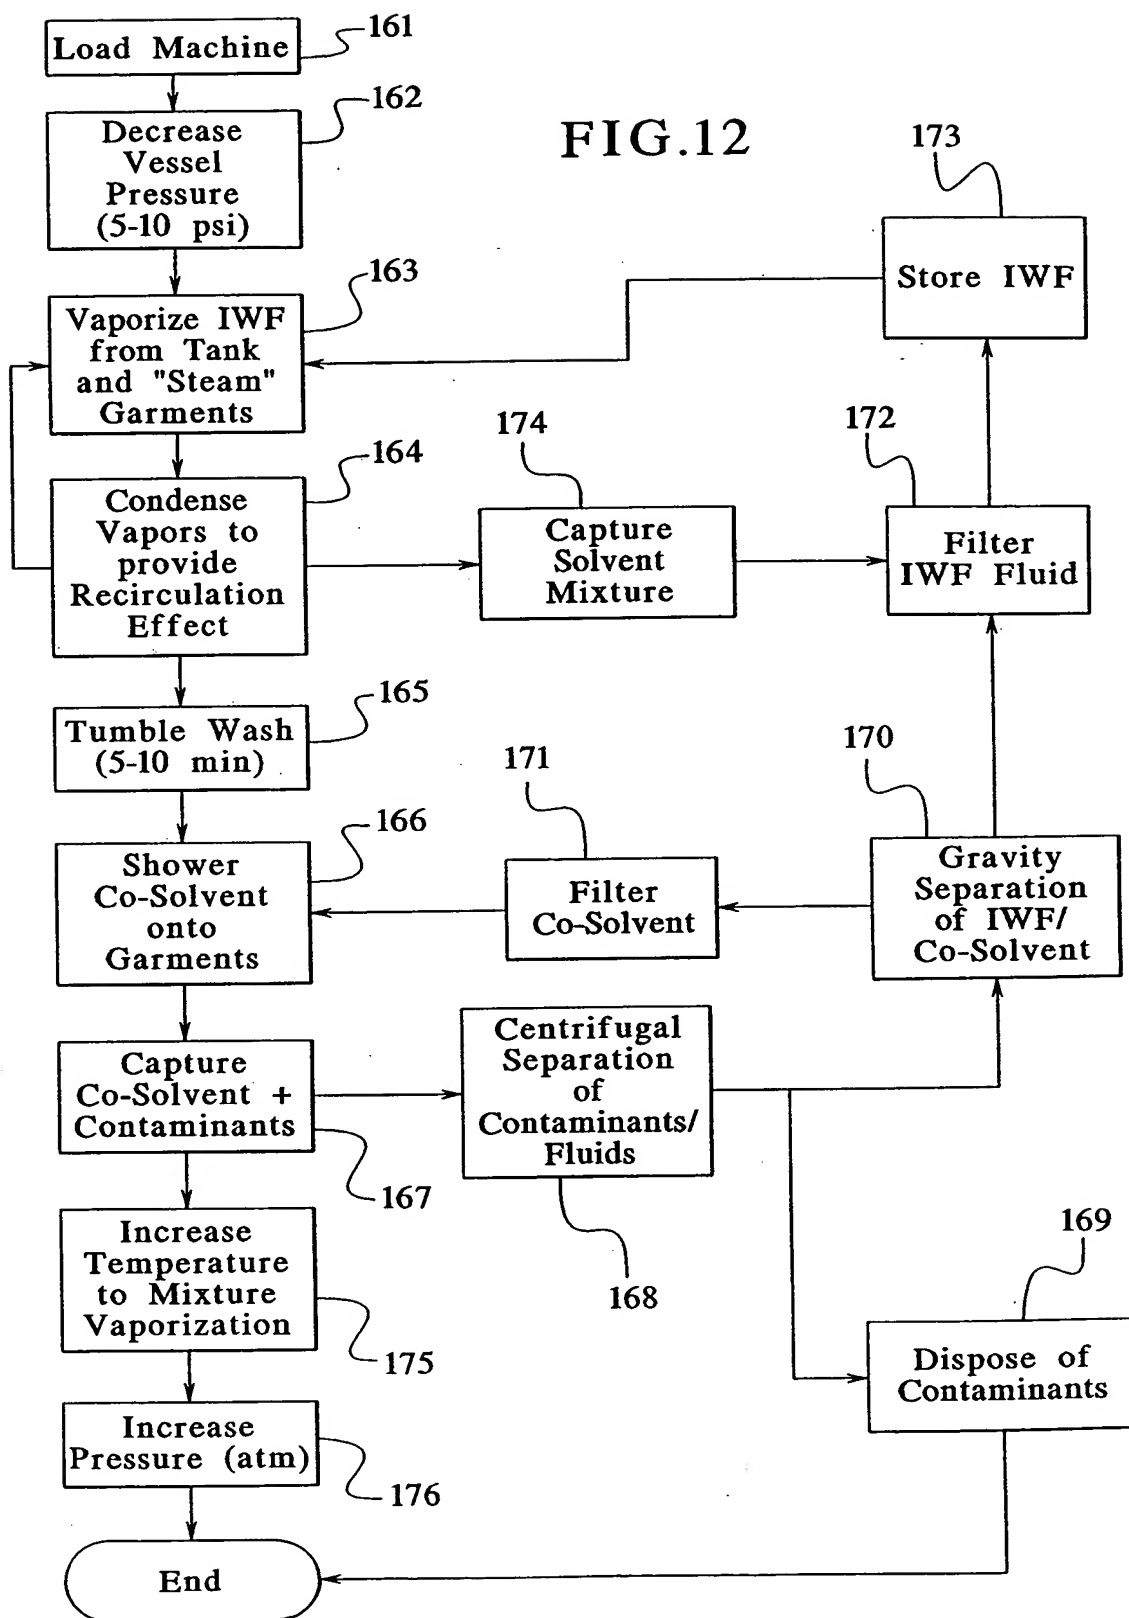 FIG.12
Load Machine
161
Decrease
Vessel
Pressure
(5-10 psi)
162
Vaporize IWF
from Tank
and "Steam"
Garments
163
Condense
Vapors to
provide
Recirculation
Effect
164
Tumble Wash
(5-10 min)
165
Shower
Co-Solvent
onto
Garments
166
Capture
Co-Solvent +
Contaminants
167
Increase
Temperature
to Mixture
Vaporization
175
Increase
Pressure (atm)
176
End
174
Capture
Solvent
Mixture
171
Filter
Co-Solvent
Centrifugal
Separation
of
Contaminants/
Fluids
168
173
Store IWF
172
Filter
IWF Fluid
170
Gravity
Separation
of IWF/
Co-Solvent
169
Dispose of
Contaminants